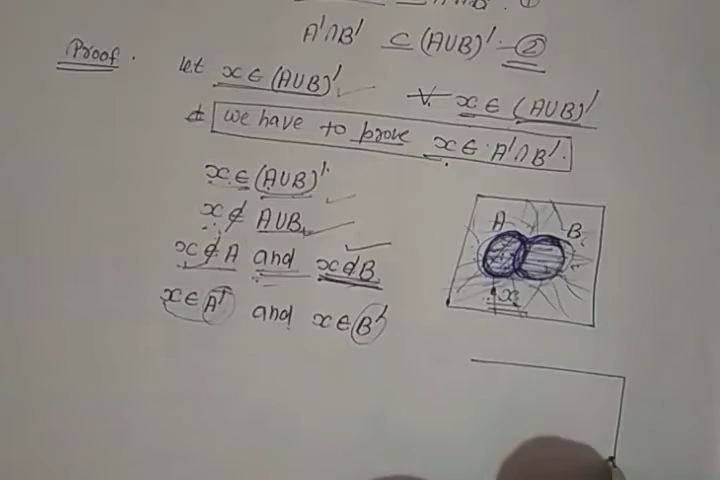 A'∩B' ⊂ (A∪B)' — ②
Proof.
let x ∈ (A∪B)'
∀ x ∈ (A∪B)'
we have to prove x ∈ A'∩B'.
x ∈ (A∪B)'.
x ∉ A∪B
x ∉ A and x ∉ B.
x ∈ A' and x ∈ B'
A B
x